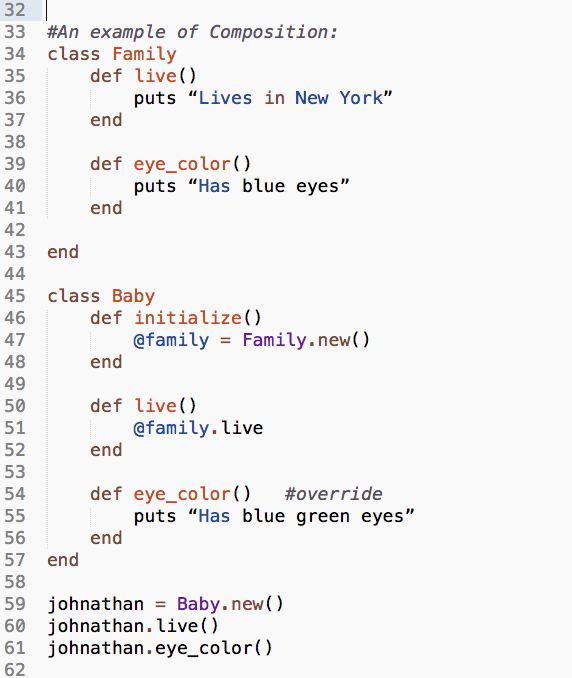 32
33 #An example of Composition:
34 class Family
35     def live()
36         puts “Lives in New York”
37     end
38
39     def eye_color()
40         puts “Has blue eyes”
41     end
42
43 end
44
45 class Baby
46     def initialize()
47         @family = Family.new()
48     end
49
50     def live()
51         @family.live
52     end
53
54     def eye_color()   #override
55         puts “Has blue green eyes”
56     end
57 end
58
59 johnathan = Baby.new()
60 johnathan.live()
61 johnathan.eye_color()
62